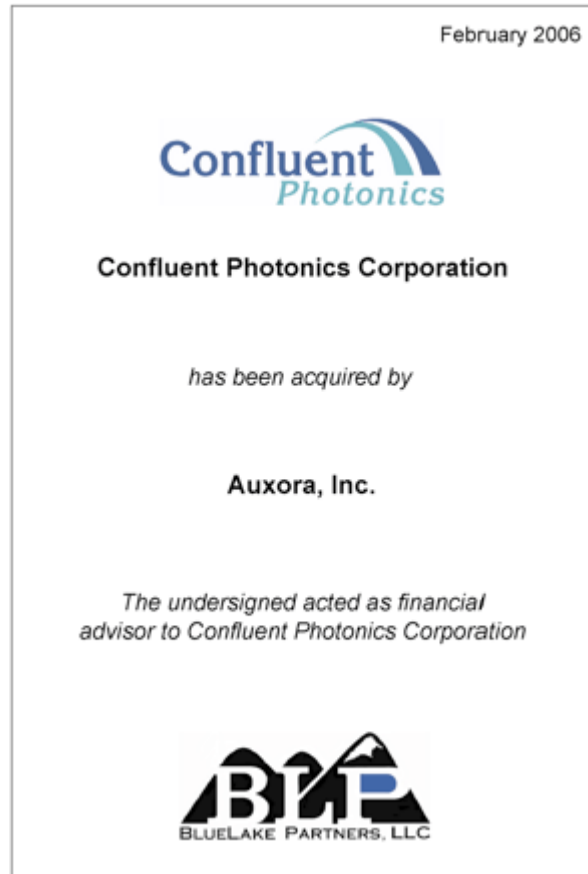 February 2006
Confluent
Photonics
Confluent Photonics Corporation
has been acquired by
Auxora, Inc.
The undersigned acted as financial
advisor to Confluent Photonics Corporation
BLP
BLUELAKE PARTNERS, LLC